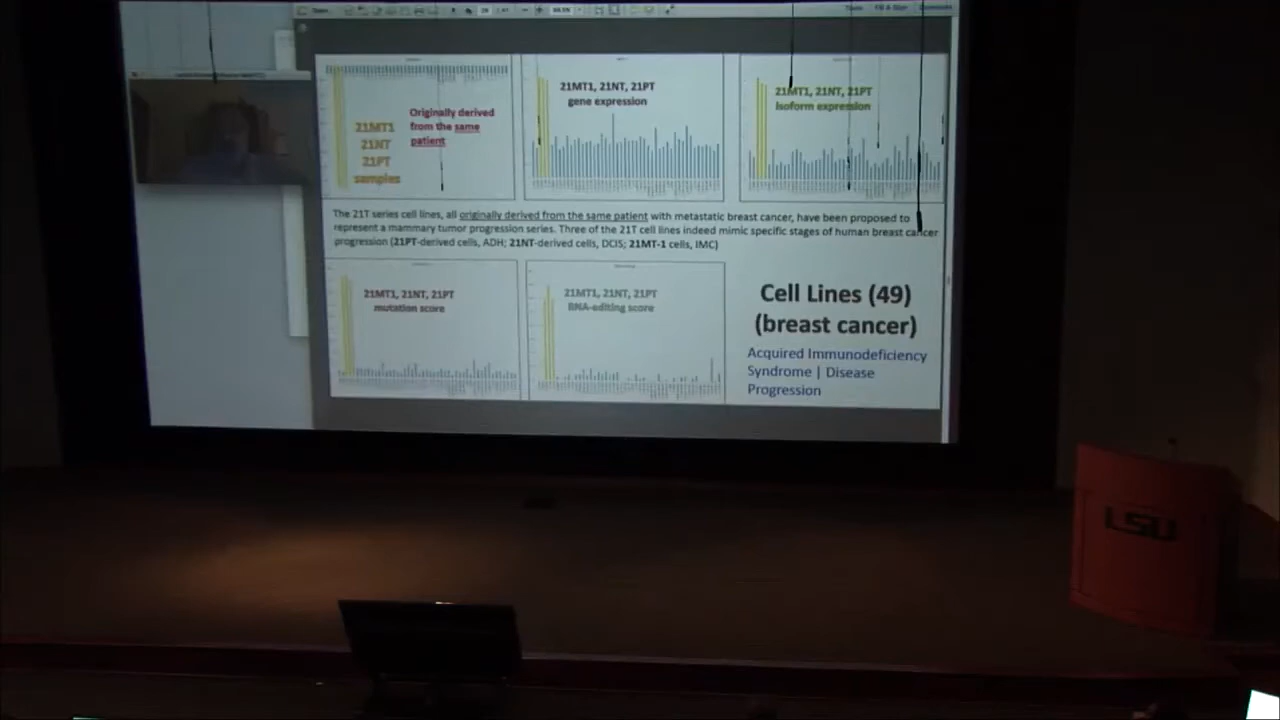 21MT1
21NT
21PT
samples
Originally derived
from the same
patient
21MT1, 21NT, 21PT
gene expression
21MT1, 21NT, 21PT
isoform expression
The 21T series cell lines, all originally derived from the same patient with metastatic breast cancer, have been proposed to
represent a mammary tumor progression series. Three of the 21T cell lines indeed mimic specific stages of human breast cancer
progression (21PT-derived cells, ADH; 21NT-derived cells, DCIS; 21MT-1 cells, IMC)
21MT1, 21NT, 21PT
mutation score
21MT1, 21NT, 21PT
RNA-editing score
Cell Lines (49)
(breast cancer)
Acquired Immunodeficiency
Syndrome | Disease
Progression
LSU